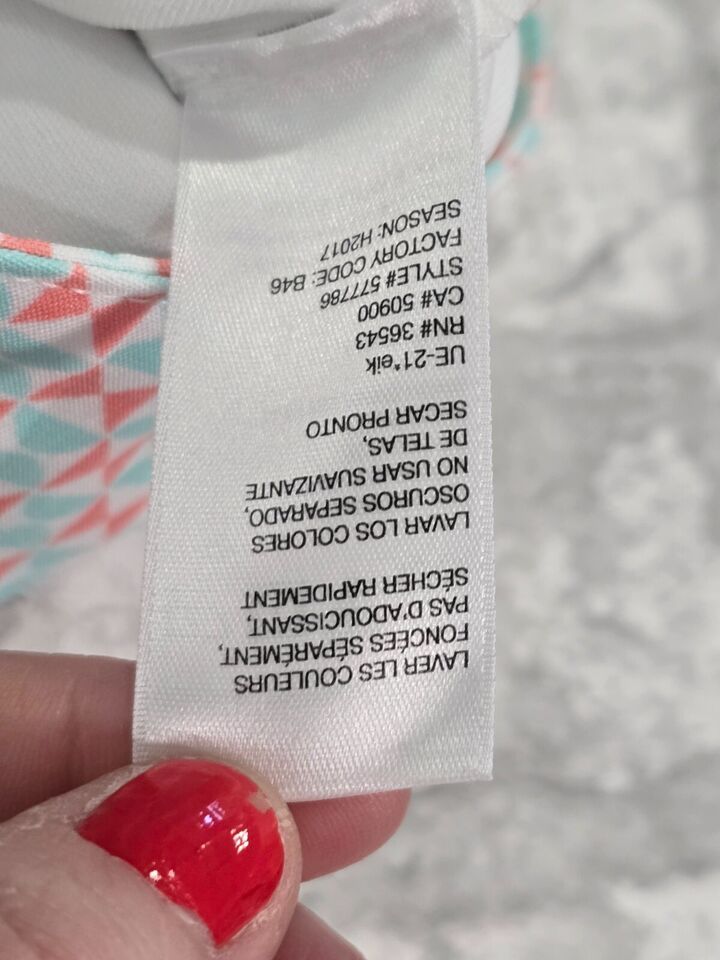 LAVER LES COULEURS
FONCÉES SÉPARÉMENT,
PAS D'ADOUCISSANT,
SÉCHER RAPIDEMENT
LAVAR LOS COLORES
OSCUROS SEPARADO,
NO USAR SUAVIZANTE
DE TELAS,
SECAR PRONTO
UE-21*eik
RN# 36543
CA# 50900
STYLE# 577786
FACTORY CODE: B46
SEASON: H2017